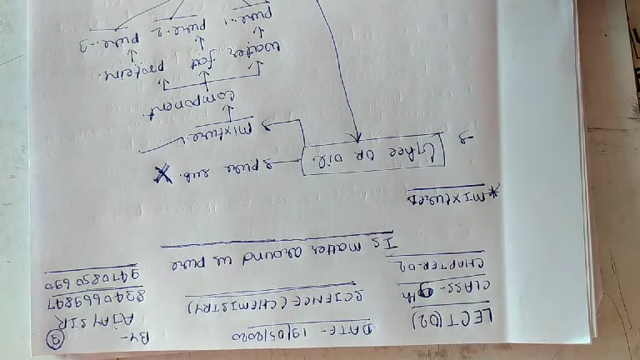 LECT(02)
DATE- 19/05/2020
BY-
2
CLASS- 9th
SCIENCE (CHEMISTRY)
AJAY SIR
CHAPTER-02
8240669847
9470850690
Is matter around us pure
* MIXTURES
→ Ghee OR OIL
→ pure sub. X
→ mixture. ✓
component.
water fat protein.
pure-1 pure-2 pure-3